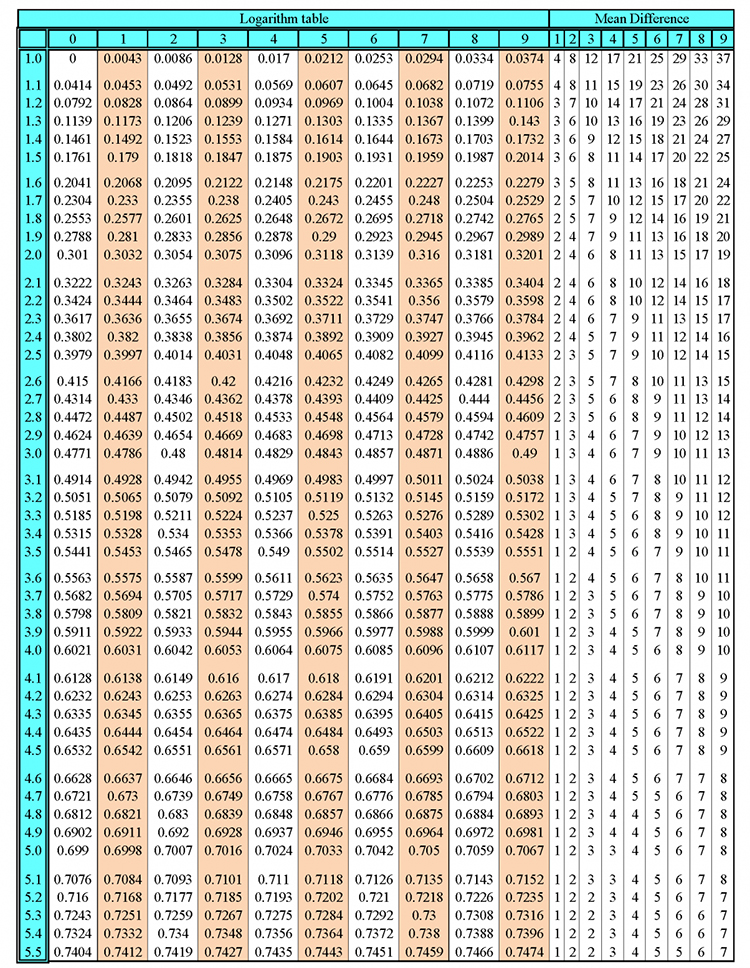 Logarithm table Mean Difference
0 1 2 3 4 5 6 7 8 9 1 2 3 4 5 6 7 8 9
1.0 0 0.0043 0.0086 0.0128 0.017 0.0212 0.0253 0.0294 0.0334 0.0374 4 8 12 17 21 25 29 33 37
1.1 0.0414 0.0453 0.0492 0.0531 0.0569 0.0607 0.0645 0.0682 0.0719 0.0755 4 8 11 15 19 23 26 30 34
1.2 0.0792 0.0828 0.0864 0.0899 0.0934 0.0969 0.1004 0.1038 0.1072 0.1106 3 7 10 14 17 21 24 28 31
1.3 0.1139 0.1173 0.1206 0.1239 0.1271 0.1303 0.1335 0.1367 0.1399 0.143 3 6 10 13 16 19 23 26 29
1.4 0.1461 0.1492 0.1523 0.1553 0.1584 0.1614 0.1644 0.1673 0.1703 0.1732 3 6 9 12 15 18 21 24 27
1.5 0.1761 0.179 0.1818 0.1847 0.1875 0.1903 0.1931 0.1959 0.1987 0.2014 3 6 8 11 14 17 20 22 25
1.6 0.2041 0.2068 0.2095 0.2122 0.2148 0.2175 0.2201 0.2227 0.2253 0.2279 3 5 8 11 13 16 18 21 24
1.7 0.2304 0.233 0.2355 0.238 0.2405 0.243 0.2455 0.248 0.2504 0.2529 2 5 7 10 12 15 17 20 22
1.8 0.2553 0.2577 0.2601 0.2625 0.2648 0.2672 0.2695 0.2718 0.2742 0.2765 2 5 7 9 12 14 16 19 21
1.9 0.2788 0.281 0.2833 0.2856 0.2878 0.29 0.2923 0.2945 0.2967 0.2989 2 4 7 9 11 13 16 18 20
2.0 0.301 0.3032 0.3054 0.3075 0.3096 0.3118 0.3139 0.316 0.3181 0.3201 2 4 6 8 11 13 15 17 19
2.1 0.3222 0.3243 0.3263 0.3284 0.3304 0.3324 0.3345 0.3365 0.3385 0.3404 2 4 6 8 10 12 14 16 18
2.2 0.3424 0.3444 0.3464 0.3483 0.3502 0.3522 0.3541 0.356 0.3579 0.3598 2 4 6 8 10 12 14 15 17
2.3 0.3617 0.3636 0.3655 0.3674 0.3692 0.3711 0.3729 0.3747 0.3766 0.3784 2 4 6 7 9 11 13 15 17
2.4 0.3802 0.382 0.3838 0.3856 0.3874 0.3892 0.3909 0.3927 0.3945 0.3962 2 4 5 7 9 11 12 14 16
2.5 0.3979 0.3997 0.4014 0.4031 0.4048 0.4065 0.4082 0.4099 0.4116 0.4133 2 3 5 7 9 10 12 14 15
2.6 0.415 0.4166 0.4183 0.42 0.4216 0.4232 0.4249 0.4265 0.4281 0.4298 2 3 5 7 8 10 11 13 15
2.7 0.4314 0.433 0.4346 0.4362 0.4378 0.4393 0.4409 0.4425 0.444 0.4456 2 3 5 6 8 9 11 13 14
2.8 0.4472 0.4487 0.4502 0.4518 0.4533 0.4548 0.4564 0.4579 0.4594 0.4609 2 3 5 6 8 9 11 12 14
2.9 0.4624 0.4639 0.4654 0.4669 0.4683 0.4698 0.4713 0.4728 0.4742 0.4757 1 3 4 6 7 9 10 12 13
3.0 0.4771 0.4786 0.48 0.4814 0.4829 0.4843 0.4857 0.4871 0.4886 0.49 1 3 4 6 7 9 10 11 13
3.1 0.4914 0.4928 0.4942 0.4955 0.4969 0.4983 0.4997 0.5011 0.5024 0.5038 1 3 4 6 7 8 10 11 12
3.2 0.5051 0.5065 0.5079 0.5092 0.5105 0.5119 0.5132 0.5145 0.5159 0.5172 1 3 4 5 7 8 9 11 12
3.3 0.5185 0.5198 0.5211 0.5224 0.5237 0.525 0.5263 0.5276 0.5289 0.5302 1 3 4 5 6 8 9 10 12
3.4 0.5315 0.5328 0.534 0.5353 0.5366 0.5378 0.5391 0.5403 0.5416 0.5428 1 3 4 5 6 8 9 10 11
3.5 0.5441 0.5453 0.5465 0.5478 0.549 0.5502 0.5514 0.5527 0.5539 0.5551 1 2 4 5 6 7 9 10 11
3.6 0.5563 0.5575 0.5587 0.5599 0.5611 0.5623 0.5635 0.5647 0.5658 0.567 1 2 4 5 6 7 8 10 11
3.7 0.5682 0.5694 0.5705 0.5717 0.5729 0.574 0.5752 0.5763 0.5775 0.5786 1 2 3 5 6 7 8 9 10
3.8 0.5798 0.5809 0.5821 0.5832 0.5843 0.5855 0.5866 0.5877 0.5888 0.5899 1 2 3 5 6 7 8 9 10
3.9 0.5911 0.5922 0.5933 0.5944 0.5955 0.5966 0.5977 0.5988 0.5999 0.601 1 2 3 4 5 7 8 9 10
4.0 0.6021 0.6031 0.6042 0.6053 0.6064 0.6075 0.6085 0.6096 0.6107 0.6117 1 2 3 4 5 6 8 9 10
4.1 0.6128 0.6138 0.6149 0.616 0.617 0.618 0.6191 0.6201 0.6212 0.6222 1 2 3 4 5 6 7 8 9
4.2 0.6232 0.6243 0.6253 0.6263 0.6274 0.6284 0.6294 0.6304 0.6314 0.6325 1 2 3 4 5 6 7 8 9
4.3 0.6335 0.6345 0.6355 0.6365 0.6375 0.6385 0.6395 0.6405 0.6415 0.6425 1 2 3 4 5 6 7 8 9
4.4 0.6435 0.6444 0.6454 0.6464 0.6474 0.6484 0.6493 0.6503 0.6513 0.6522 1 2 3 4 5 6 7 8 9
4.5 0.6532 0.6542 0.6551 0.6561 0.6571 0.658 0.659 0.6599 0.6609 0.6618 1 2 3 4 5 6 7 8 9
4.6 0.6628 0.6637 0.6646 0.6656 0.6665 0.6675 0.6684 0.6693 0.6702 0.6712 1 2 3 4 5 6 7 7 8
4.7 0.6721 0.673 0.6739 0.6749 0.6758 0.6767 0.6776 0.6785 0.6794 0.6803 1 2 3 4 5 5 6 7 8
4.8 0.6812 0.6821 0.683 0.6839 0.6848 0.6857 0.6866 0.6875 0.6884 0.6893 1 2 3 4 4 5 6 7 8
4.9 0.6902 0.6911 0.692 0.6928 0.6937 0.6946 0.6955 0.6964 0.6972 0.6981 1 2 3 4 4 5 6 7 8
5.0 0.699 0.6998 0.7007 0.7016 0.7024 0.7033 0.7042 0.705 0.7059 0.7067 1 2 3 3 4 5 6 7 8
5.1 0.7076 0.7084 0.7093 0.7101 0.711 0.7118 0.7126 0.7135 0.7143 0.7152 1 2 3 3 4 5 6 7 8
5.2 0.716 0.7168 0.7177 0.7185 0.7193 0.7202 0.721 0.7218 0.7226 0.7235 1 2 2 3 4 5 6 7 7
5.3 0.7243 0.7251 0.7259 0.7267 0.7275 0.7284 0.7292 0.73 0.7308 0.7316 1 2 2 3 4 5 6 6 7
5.4 0.7324 0.7332 0.734 0.7348 0.7356 0.7364 0.7372 0.738 0.7388 0.7396 1 2 2 3 4 5 6 6 7
5.5 0.7404 0.7412 0.7419 0.7427 0.7435 0.7443 0.7451 0.7459 0.7466 0.7474 1 2 2 3 4 5 5 6 7